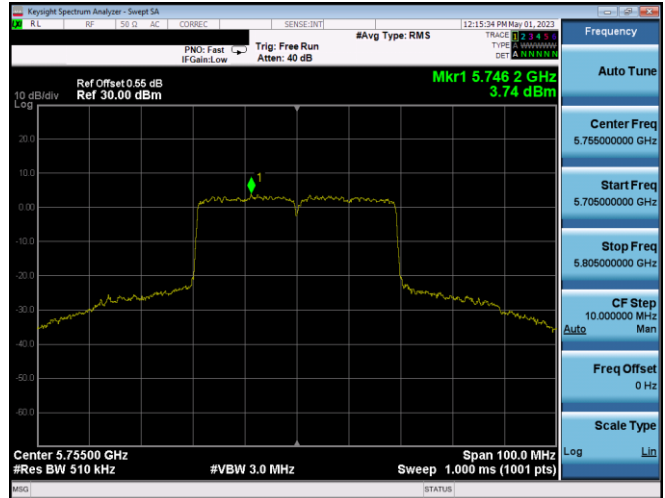 Keysight Spectrum Analyzer - Swept SA
RL RF 50 Ω AC CORREC SENSE:INT 12:15:34 PM May 01, 2023
#Avg Type: RMS TRACE 1 2 3 4 5 6
PNO: Fast Trig: Free Run TYPE A WWWWW
IFGain:Low Atten: 40 dB DET A N N N N N
Mkr1 5.746 2 GHz
Ref Offset 0.55 dB 3.74 dBm
10 dB/div Ref 30.00 dBm
Log
20.0
10.0
1
0.00
-10.0
-20.0
-30.0
-40.0
-50.0
-60.0
Center 5.75500 GHz Span 100.0 MHz
#Res BW 510 kHz #VBW 3.0 MHz Sweep 1.000 ms (1001 pts)
MSG STATUS
Frequency
Auto Tune
Center Freq
5.755000000 GHz
Start Freq
5.705000000 GHz
Stop Freq
5.805000000 GHz
CF Step
10.000000 MHz
Auto Man
Freq Offset
0 Hz
Scale Type
Log Lin